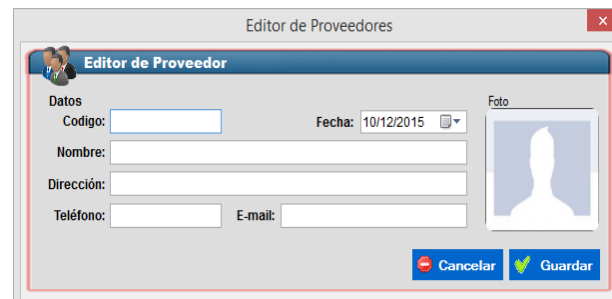 Editor de Proveedores
x
Editor de Proveedor
Datos
Foto
Codigo:
Fecha: 10/12/2015
Nombre:
Dirección:
Teléfono:
E-mail:
Cancelar
Guardar